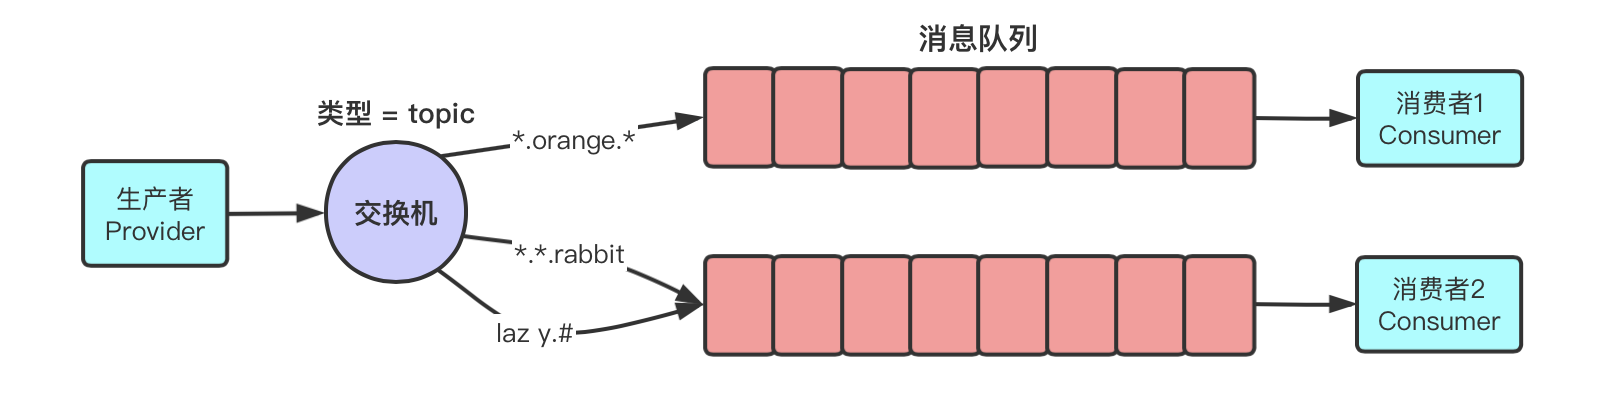 消息队列
类型 = topic
*.orange.*
消费者1
Consumer
生产者
Provider
交换机
*.*.rabbit
laz y.#
消费者2
Consumer